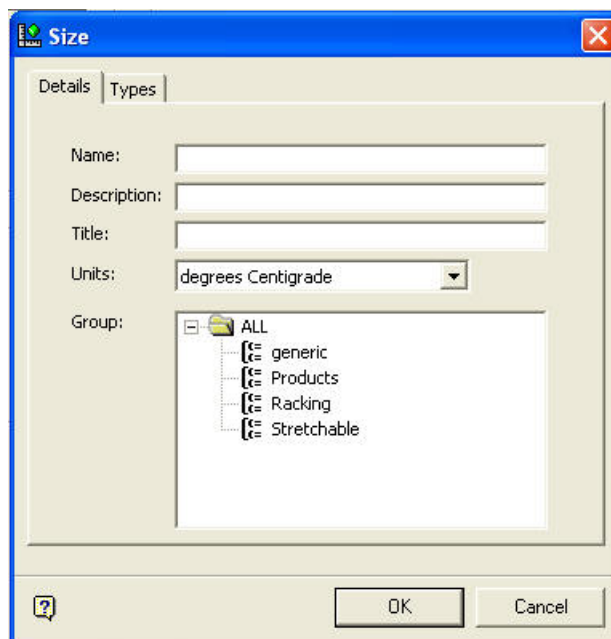 Size
Details Types
Name:
Description:
Title:
Units: degrees Centigrade
Group: ALL
generic
Products
Racking
Stretchable
OK Cancel